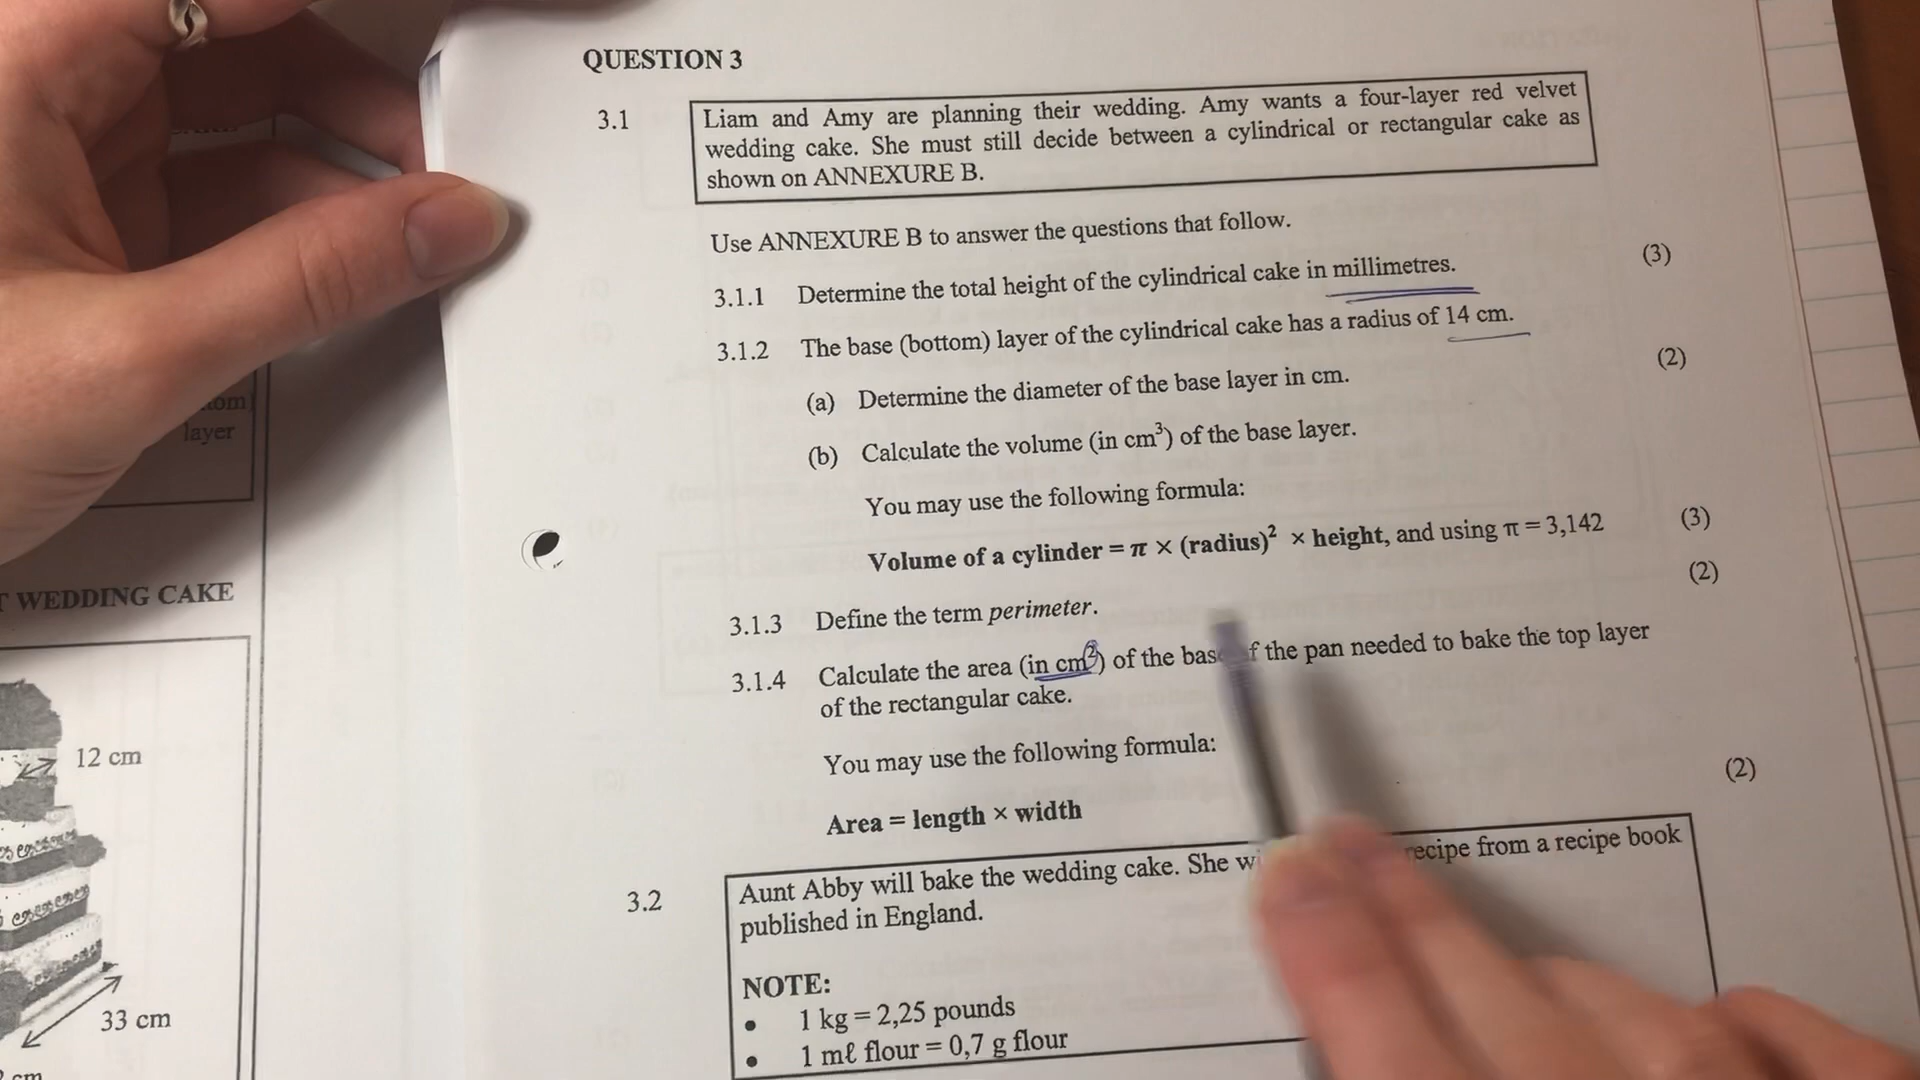 QUESTION 3
3.1 Liam and Amy are planning their wedding. Amy wants a four-layer red velvet
wedding cake. She must still decide between a cylindrical or rectangular cake as
shown on ANNEXURE B.
Use ANNEXURE B to answer the questions that follow.
3.1.1 Determine the total height of the cylindrical cake in millimetres. (3)
3.1.2 The base (bottom) layer of the cylindrical cake has a radius of 14 cm.
(a) Determine the diameter of the base layer in cm. (2)
(b) Calculate the volume (in cm³) of the base layer.
You may use the following formula:
Volume of a cylinder = π × (radius)² × height, and using π = 3,142 (3)
3.1.3 Define the term perimeter. (2)
3.1.4 Calculate the area (in cm²) of the the pan needed to bake the top layer
of the rectangular cake.
You may use the following formula:
Area = length × width (2)
3.2 Aunt Abby will bake the wedding cake. She recipe from a recipe book
published in England.
NOTE:
• 1 kg = 2,25 pounds
• 1 mℓ flour = 0,7 g flour
layer
WEDDING CAKE
12 cm
33 cm
cm